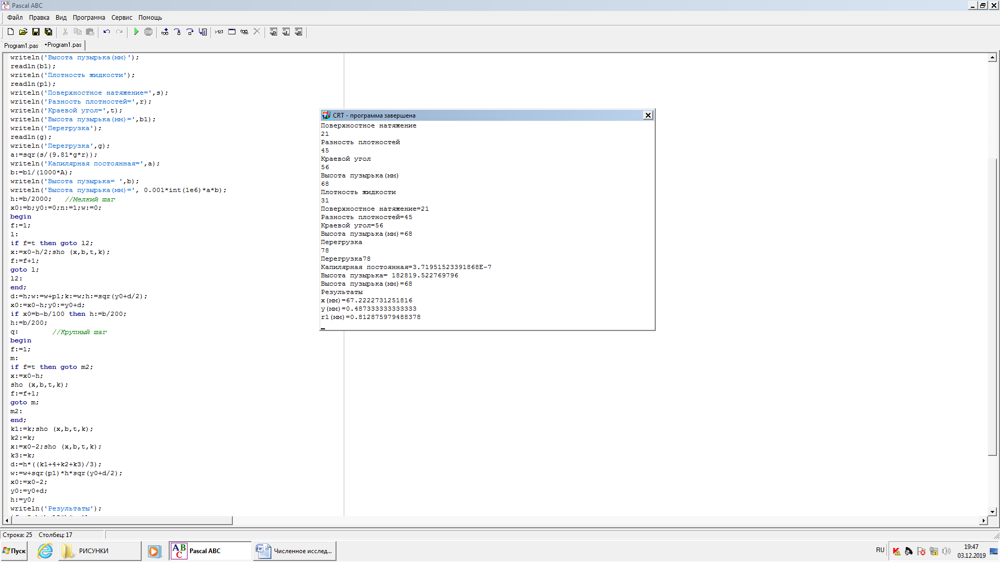 Pascal ABC
Файл Правка Вид Программа Сервис Помощь
Program1.pas •Program1.pas
writeln('Высота пузырька(мм)');
readln(b1);
writeln('Плотность жидкости');
readln(p1);
writeln('Поверхностное натяжение=',s);
writeln('Разность плотностей=',r);
writeln('Краевой угол=',t);
writeln('Высота пузырька(мм)=',b1);
writeln('Перегрузка');
readln(g);
writeln('Перегрузка',g);
a:=sqr(s/(9.81*g*r));
writeln('Капилярная постоянная=',a);
b:=b1/(1000*A);
writeln('Высота пузырька= ',b);
writeln('Высота пузырька(мм)=', 0.001*int(1e6)*a*b);
h:=b/2000; //Мелкий шаг
x0:=b;y0:=0;n:=1;w:=0;
begin
f:=1;
l:
if f=t then goto l2;
x:=x0-h/2;sho (x,b,t,k);
f:=f+1;
goto l;
l2:
end;
d:=h;w:=w+p1;k:=w;h:=sqr(y0+d/2);
x0:=x0-h;y0:=y0+d;
if x0=b-b/100 then h:=b/200;
h:=b/200;
q: //Крупный шаг
begin
f:=1;
m:
if f=t then goto m2;
x:=x0-h;
sho (x,b,t,k);
f:=f+1;
goto m;
m2:
end;
k1:=k;sho (x,b,t,k);
k2:=k;
x:=x0-2;sho (x,b,t,k);
k3:=k;
d:=h*((k1+4+k2+k3)/3);
w:=w+sqr(p1)*h*sqr(y0+d/2);
x0:=x0-2;
y0:=y0+d;
h:=y0;
writeln('Результаты');
CRT - программа завершена
Поверхностное натяжение
21
Разность плотностей
45
Краевой угол
56
Высота пузырька(мм)
68
Плотность жидкости
31
Поверхностное натяжение=21
Разность плотностей=45
Краевой угол=56
Высота пузырька(мм)=68
Перегрузка
78
Перегрузка78
Капилярная постоянная=3.71951523391868E-7
Высота пузырька= 182819.522769796
Высота пузырька(мм)=68
Результаты
x(мм)=67.2222731251816
y(мм)=0.487333333333333
r1(мм)=0.812875979488378
Строка: 25 Столбец: 17
Пуск РИСУНКИ Pascal ABC Численное исслед... RU 19:47
03.12.2019